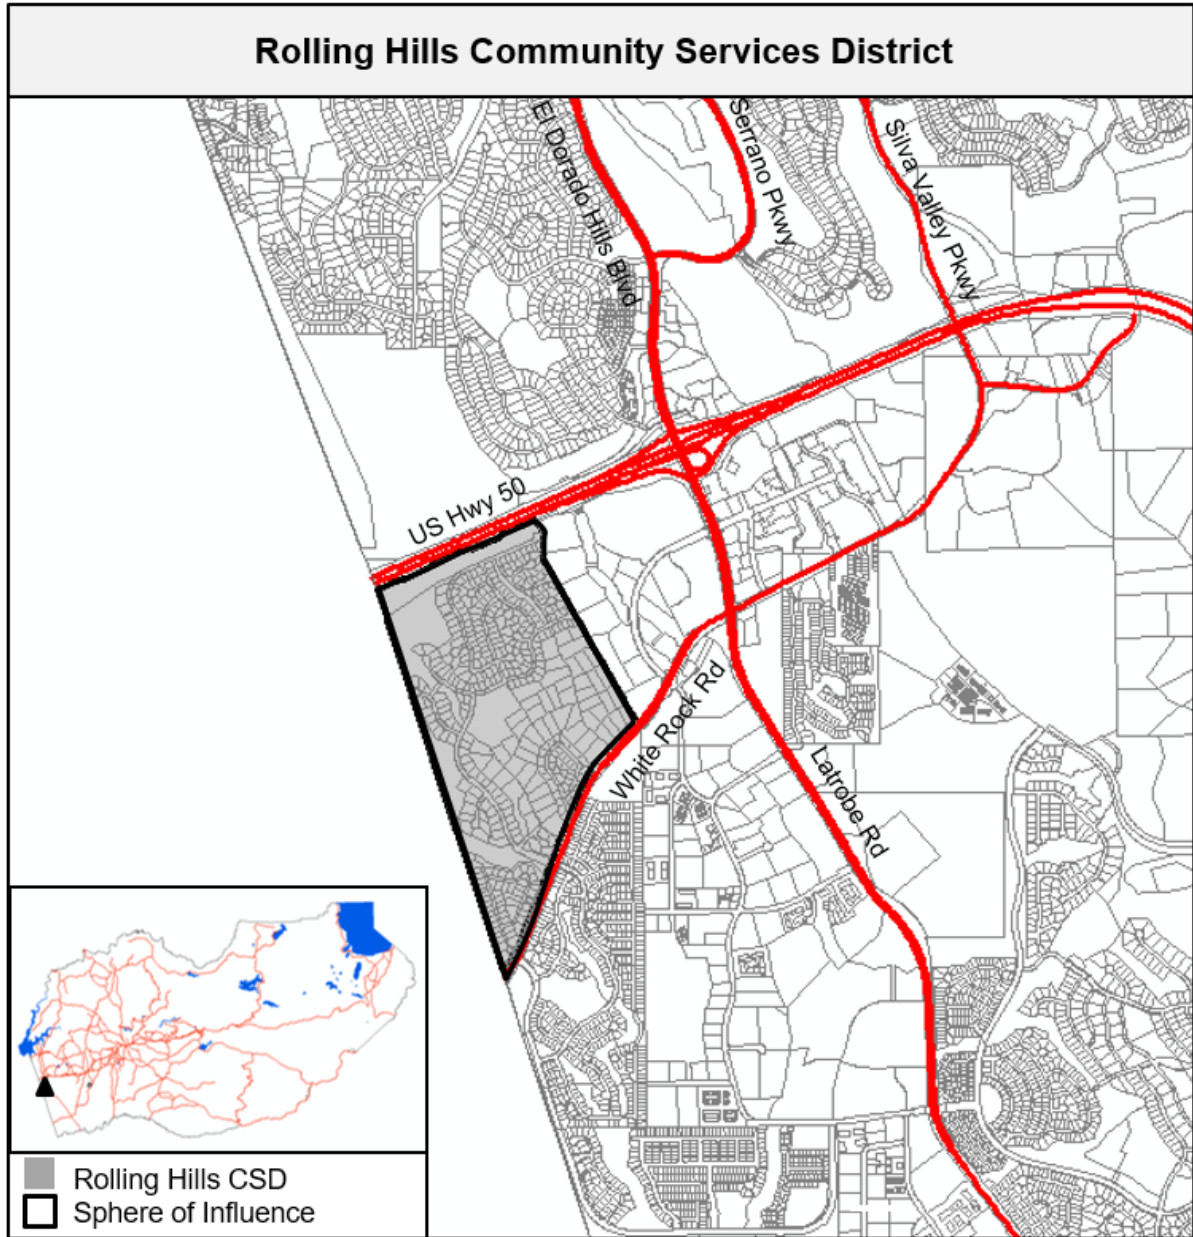 Rolling Hills Community Services District
El Dorado Hills Blvd
Serrano Pkwy
Silva Valley Pkwy
US Hwy 50
White Rock Rd
Latrobe Rd
Rolling Hills CSD
Sphere of Influence